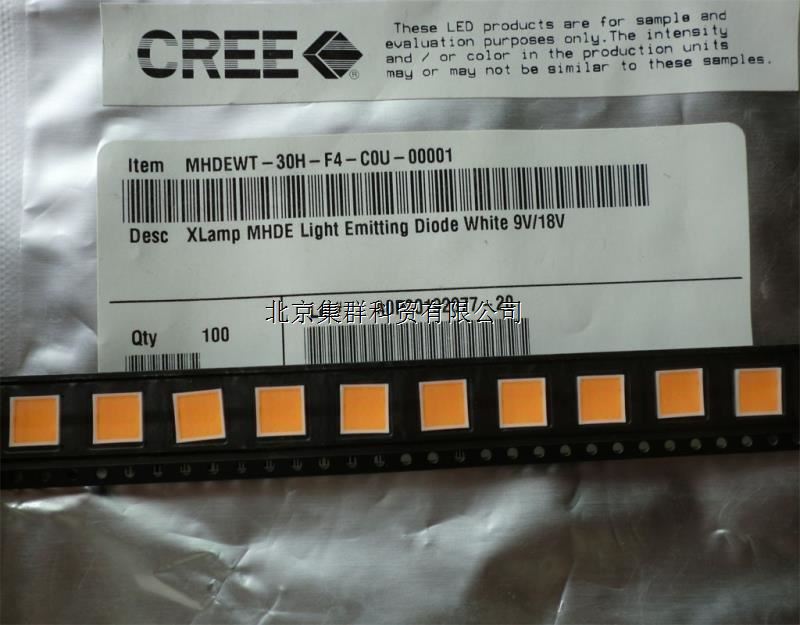 CREE ®
These LED products are for sample and
evaluation purposes only. The intensity
and / or color in the production units
may or may not be similar to these samples.
Item MHDEWT-30H-F4-C0U-00001
Desc XLamp MHDE Light Emitting Diode White 9V/18V
北京集群科贸有限公司
Qty 100